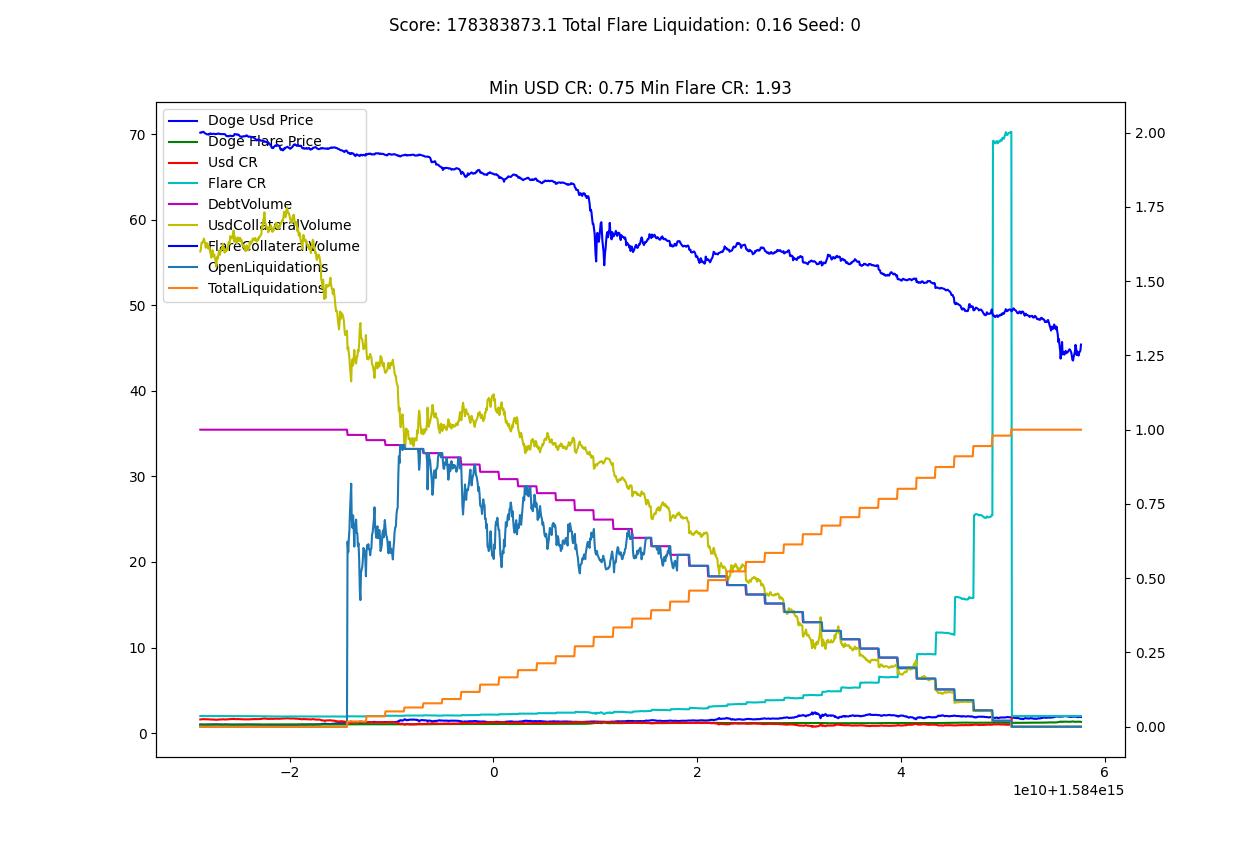 Score: 178383873.1 Total Flare Liquidation: 0.16 Seed: 0
Min USD CR: 0.75 Min Flare CR: 1.93
Doge Usd Price
Doge Flare Price
Usd CR
Flare CR
DebtVolume
UsdCollateralVolume
FlareCollateralVolume
OpenLiquidations
TotalLiquidations
70
60
50
40
30
20
10
0
2.00
1.75
1.50
1.25
1.00
0.75
0.50
0.25
0.00
−2 0 2 4 6
1e10+1.584e15